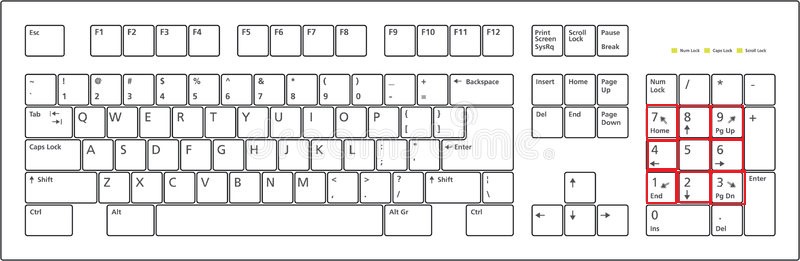 Esc F1 F2 F3 F4 F5 F6 F7 F8 F9 F10 F11 F12 Print Screen SysRq Scroll Lock Pause Break
Num Lock Caps Lock Scroll Lock
~ ` ! 1 @ 2 # 3 $ 4 % 5 ^ 6 & 7 * 8 ( 9 ) 0 _ - + = ← Backspace Insert Home Page Up Num Lock / * -
Tab Q W E R T Y U I O P { [ } ] Del End Page Down 7 Home 8 ↑ 9 Pg Up +
Caps Lock A S D F G H J K L : ; " ' ← Enter 4 ← 5 6 →
↑ Shift Z X C V B N M < , > . ? / ↑ Shift | \ ↑ 1 End 2 ↓ 3 Pg Dn Enter
Ctrl Alt Alt Gr Ctrl ← ↓ → 0 Ins . Del
dreamstime